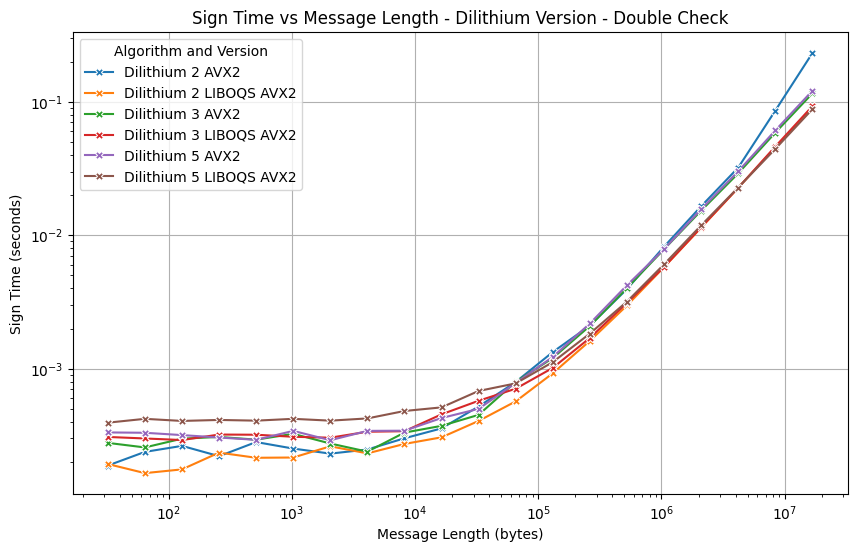 Sign Time vs Message Length - Dilithium Version - Double Check
Algorithm and Version
Dilithium 2 AVX2
Dilithium 2 LIBOQS AVX2
Dilithium 3 AVX2
Dilithium 3 LIBOQS AVX2
Dilithium 5 AVX2
Dilithium 5 LIBOQS AVX2
Sign Time (seconds)
10⁻¹
10⁻²
10⁻³
10² 10³ 10⁴ 10⁵ 10⁶ 10⁷
Message Length (bytes)